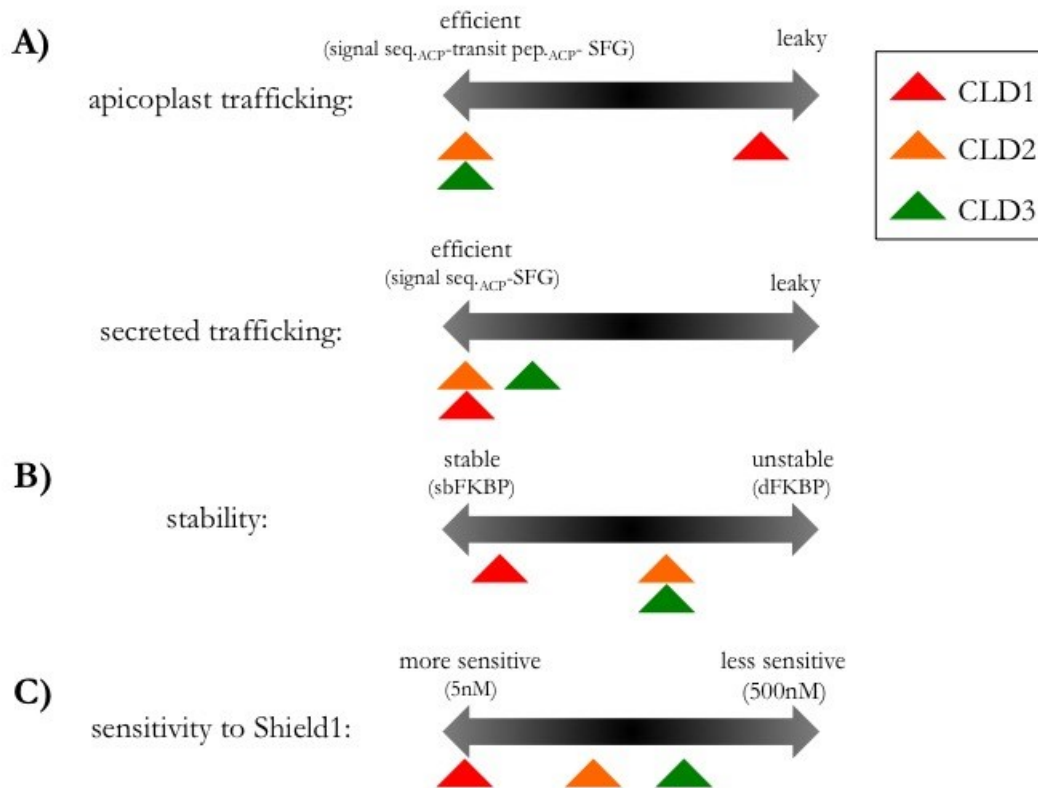 A)
efficient
(signal seq.ACP-transit pep.ACP- SFG)
leaky
apicoplast trafficking:
CLD1
CLD2
CLD3
efficient
(signal seq.ACP-SFG)
leaky
secreted trafficking:
B)
stable
(sbFKBP)
unstable
(dFKBP)
stability:
C)
more sensitive
(5nM)
less sensitive
(500nM)
sensitivity to Shield1: